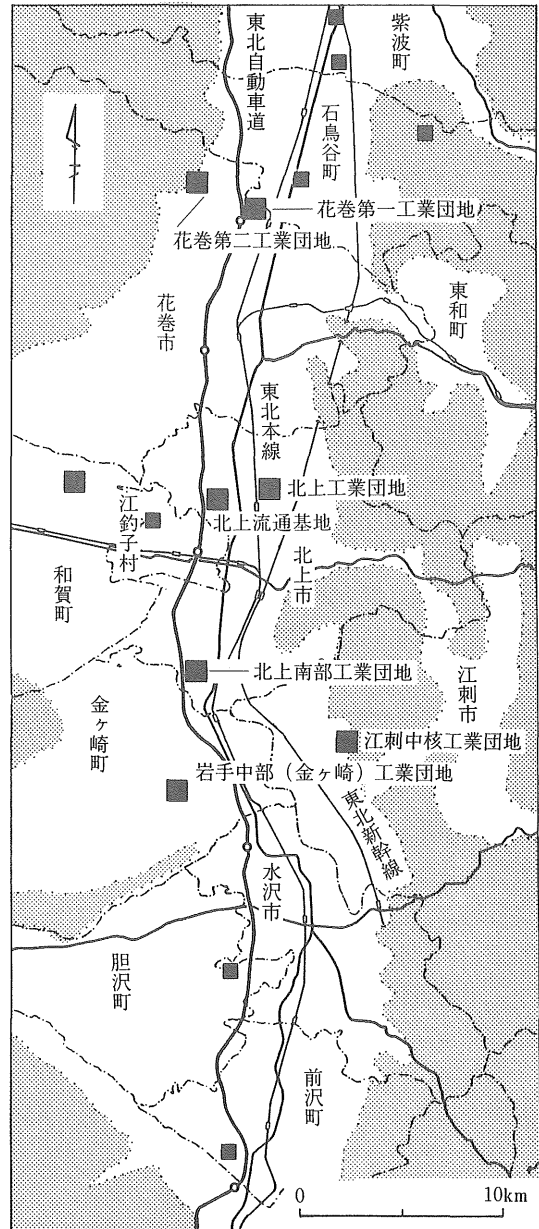 紫波町
東北自動車道
石鳥谷町
花巻第一工業団地
花巻第二工業団地
東和町
花巻市
東北本線
北上工業団地
北上流通基地
江釣子村
北上市
和賀町
北上南部工業団地
江刺市
金ヶ崎町
江刺中核工業団地
岩手中部（金ヶ崎）工業団地
東北新幹線
水沢市
胆沢町
前沢町
0 10km